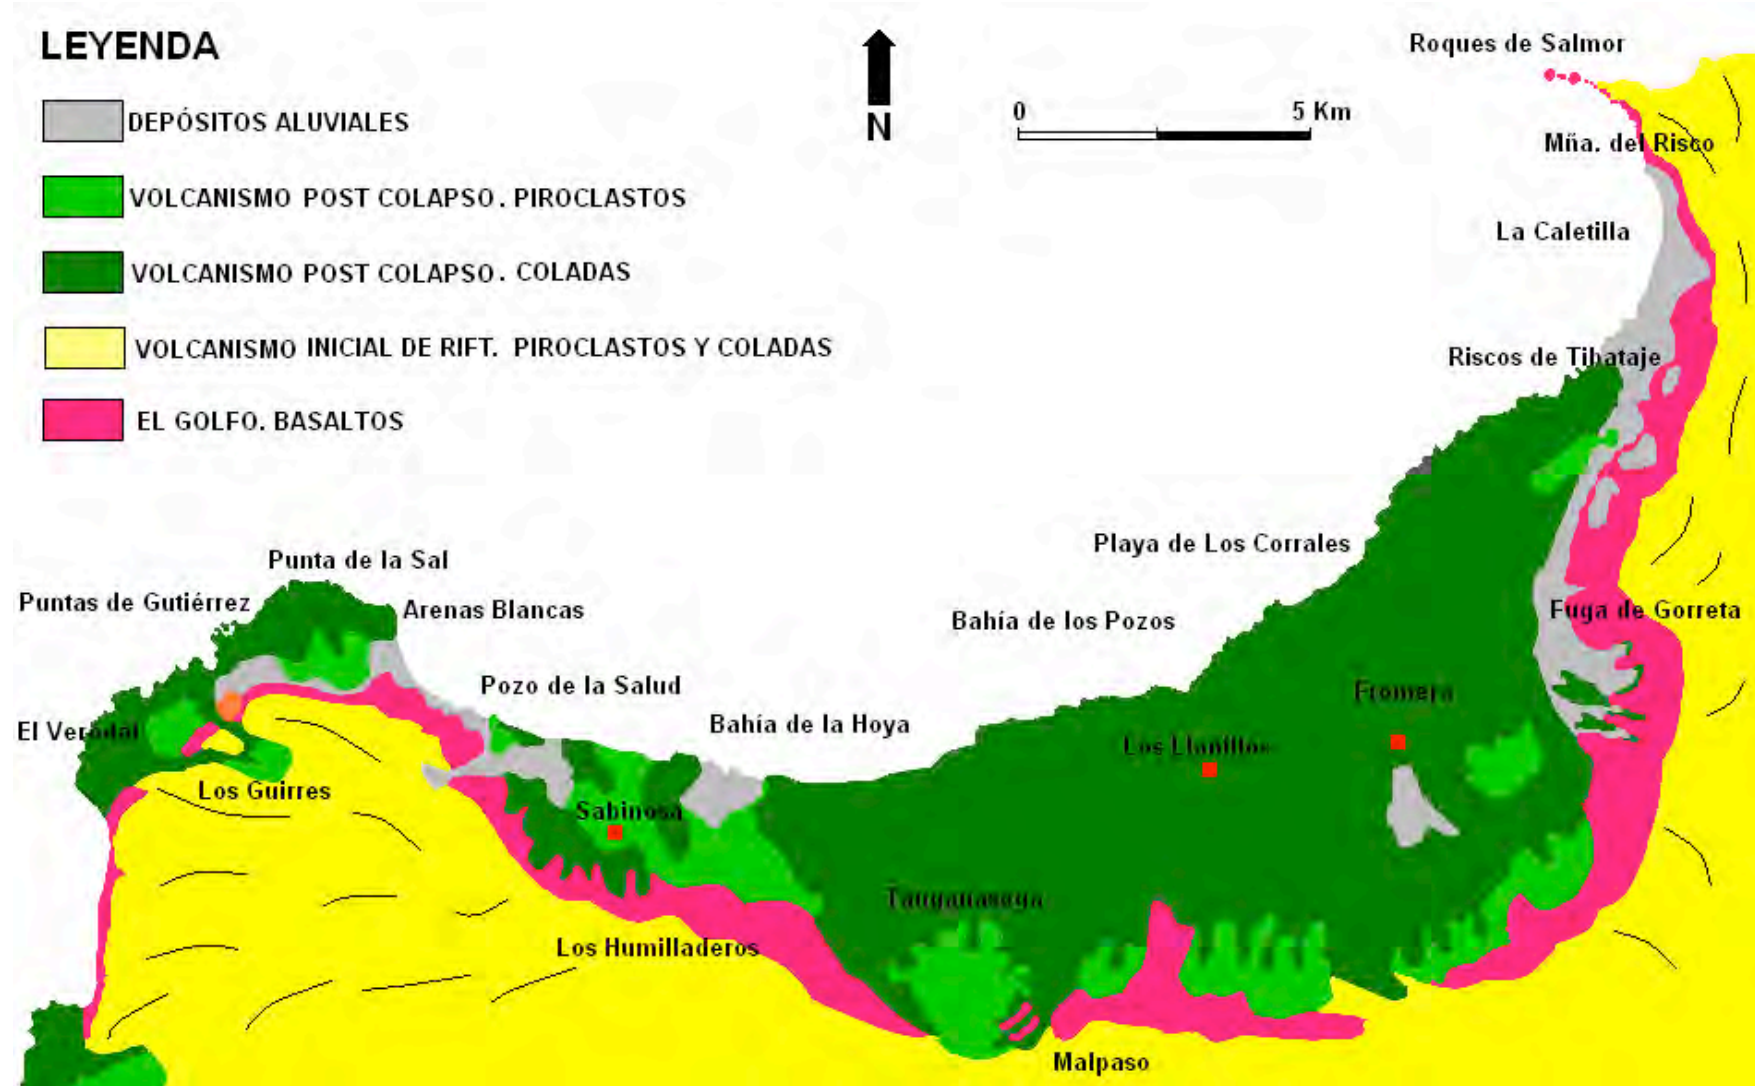 LEYENDA
DEPÓSITOS ALUVIALES
VOLCANISMO POST COLAPSO. PIROCLASTOS
VOLCANISMO POST COLAPSO. COLADAS
VOLCANISMO INICIAL DE RIFT. PIROCLASTOS Y COLADAS
EL GOLFO. BASALTOS
N
0 5 Km
Roques de Salmor
Mña. del Risco
La Caletilla
Riscos de Tibataje
Playa de Los Corrales
Punta de la Sal
Puntas de Gutiérrez
Arenas Blancas
Bahía de los Pozos
Fuga de Gorreta
Pozo de la Salud
Fromera
Bahía de la Hoya
El Verodal
Los Llanillos
Los Guirres
Sabinosa
Tanganasoga
Los Humilladeros
Malpaso